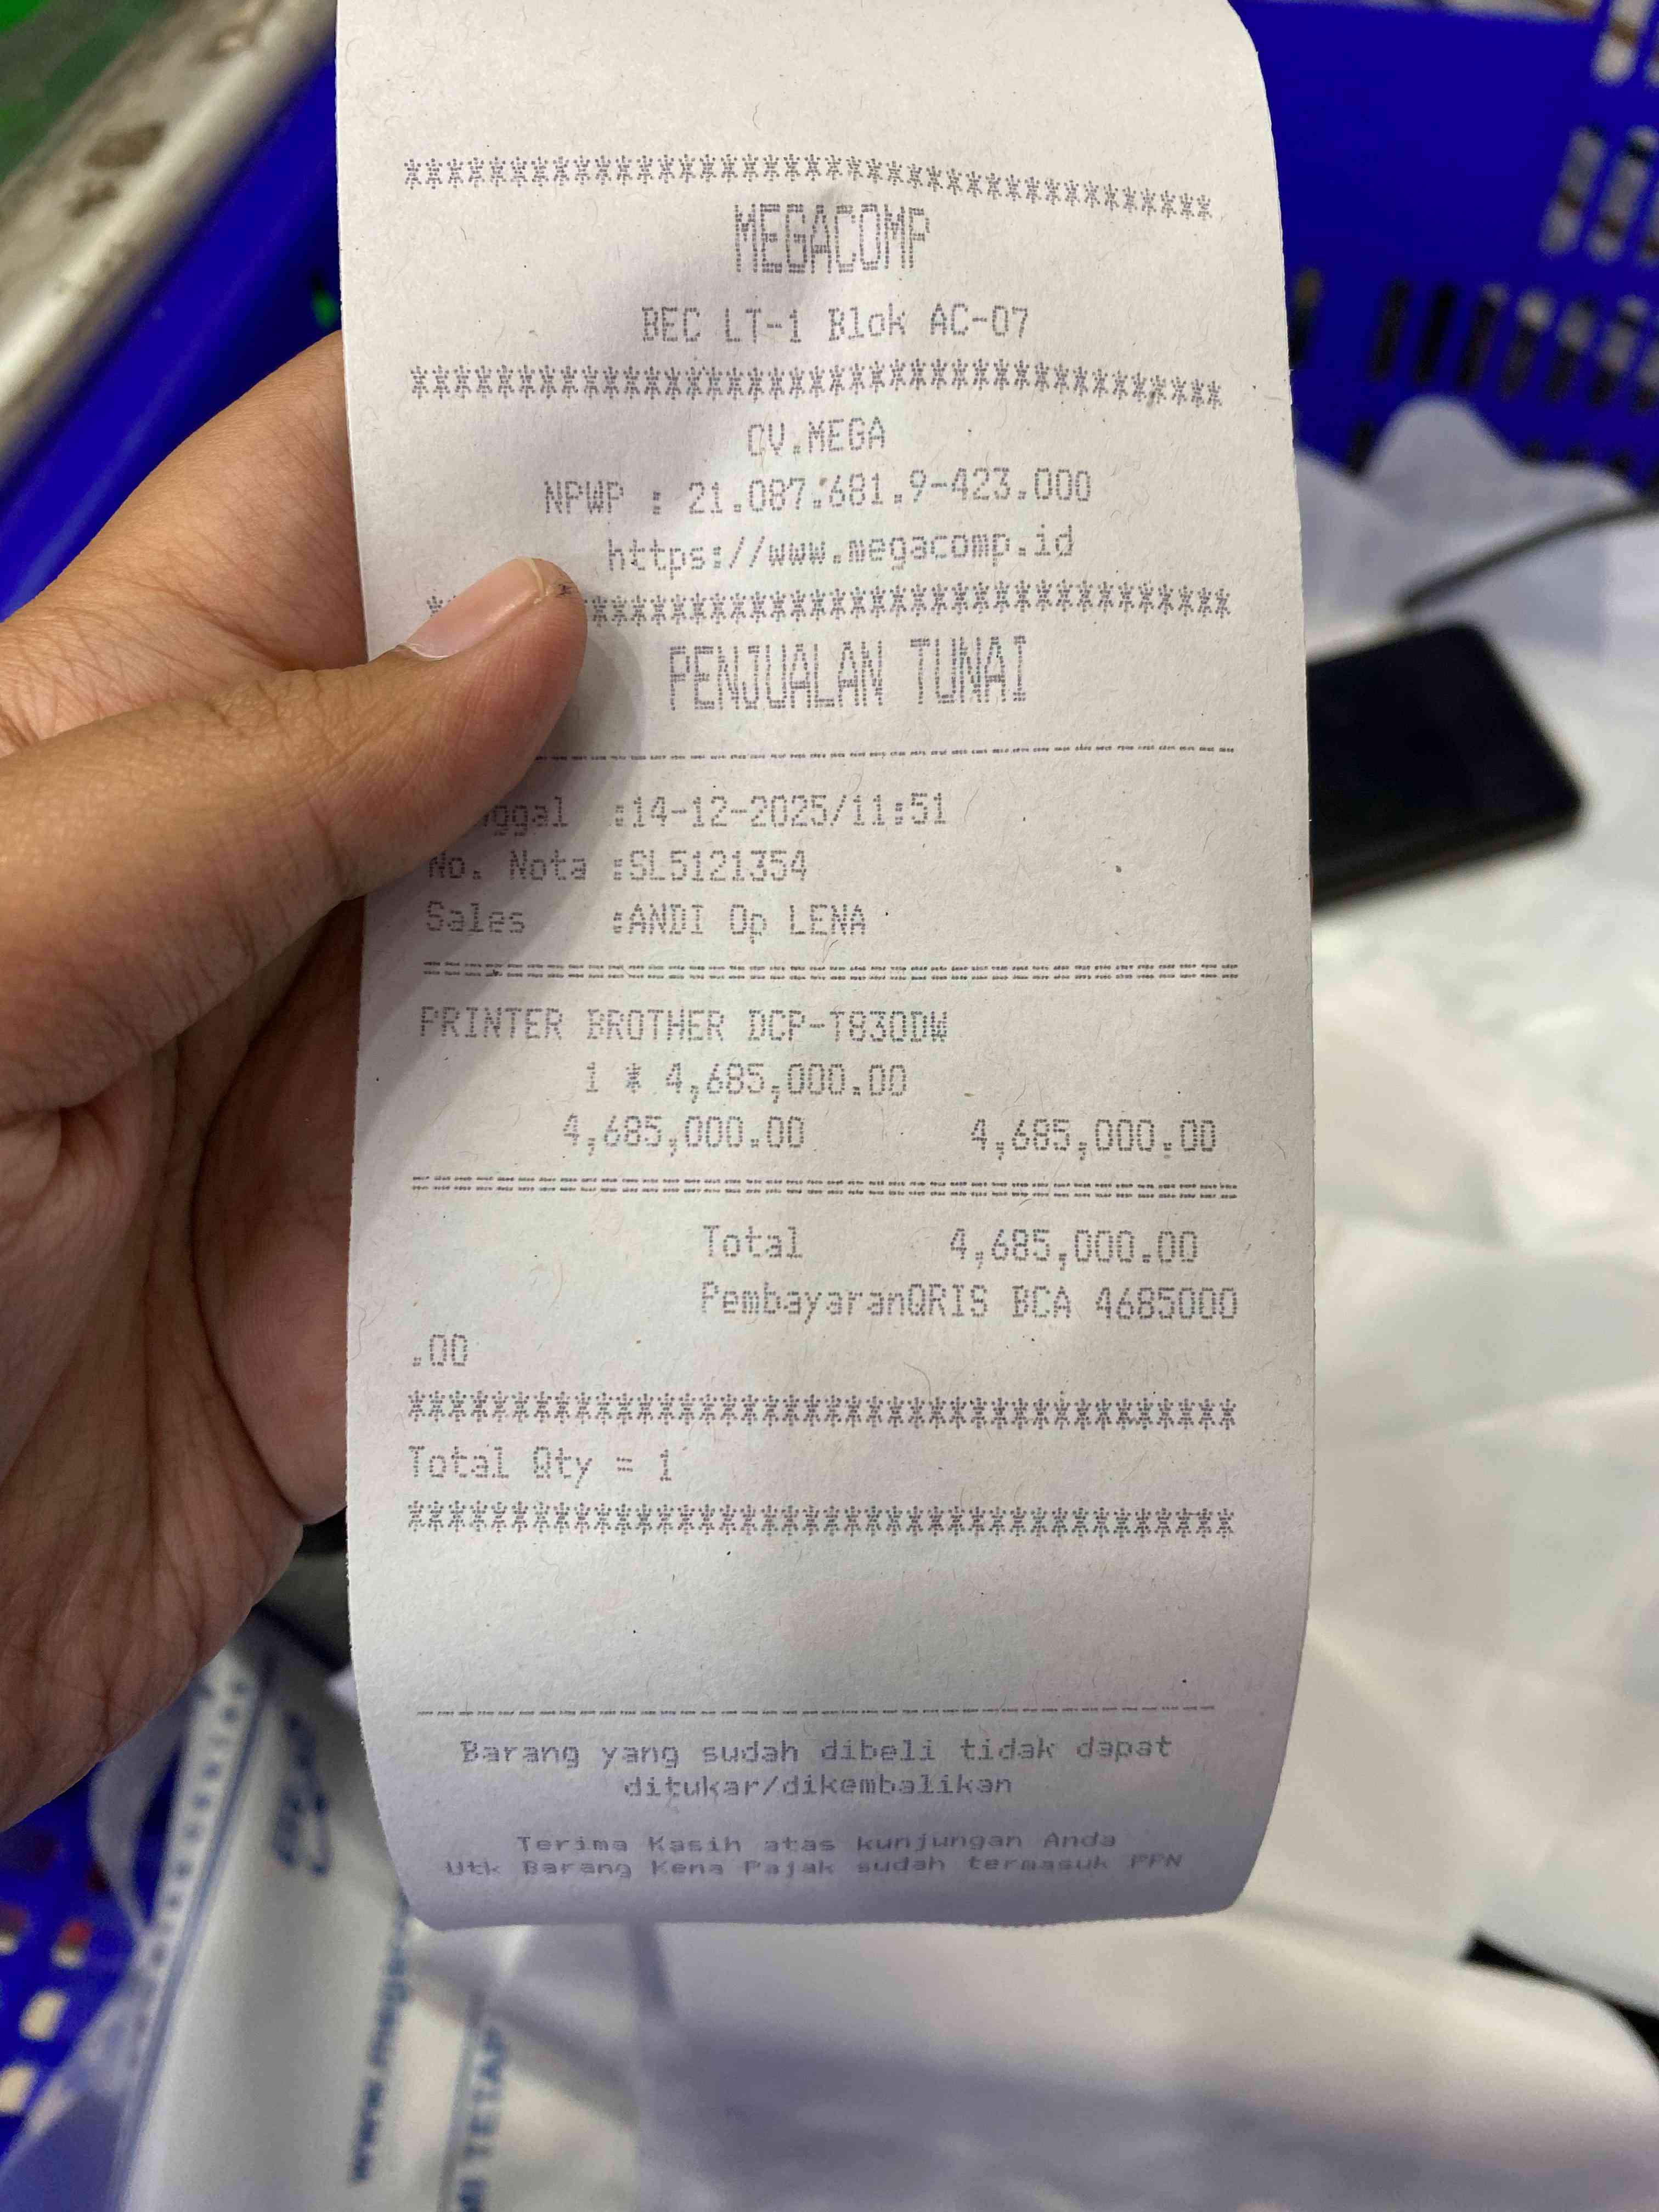 ****************************************
MEGACOMP
BEC LT-1 Blok AC-07
****************************************
CV.MEGA
NPWP : 21.087.681.9-423.000
https://www.megacomp.id
****************************************
PENJUALAN TUNAI
----------------------------------------
nggal :14-12-2025/11:51
No. Nota :SL5121354
Sales :ANDI Op LENA
========================================
PRINTER BROTHER DCP-T830DW
1 * 4,685,000.00
4,685,000.00 4,685,000.00
========================================
Total 4,685,000.00
PembayaranQRIS BCA 4685000
.00
****************************************
Total Qty = 1
****************************************
----------------------------------------
Barang yang sudah dibeli tidak dapat
ditukar/dikembalikan
Terima Kasih atas kunjungan Anda
Utk Barang Kena Pajak sudah termasuk PPN